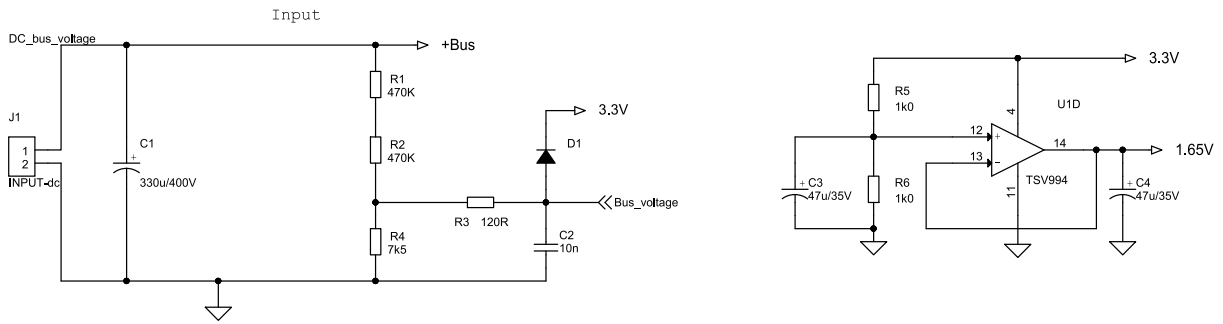 Input
DC_bus_voltage
+Bus
R1
470K
3.3V
J1
D1
1
2
INPUT-dc
C1
+
330u/400V
R2
470K
Bus_voltage
R3 120R
R4
7k5
C2
10n
3.3V
R5
1k0
4
U1D
12
+
14
1.65V
13
-
TSV994
11
+
C3
47u/35V
R6
1k0
+
C4
47u/35V